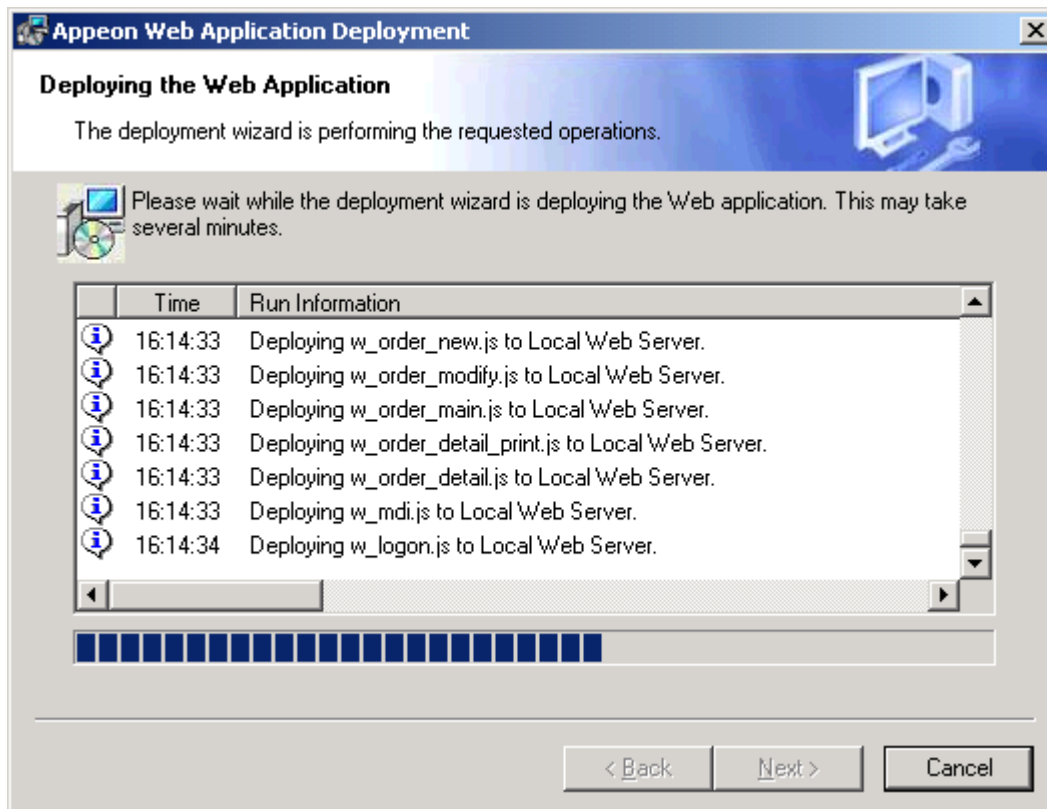 Appeon Web Application Deployment
Deploying the Web Application
The deployment wizard is performing the requested operations.
Please wait while the deployment wizard is deploying the Web application. This may take
several minutes.
Time Run Information
16:14:33 Deploying w_order_new.js to Local Web Server.
16:14:33 Deploying w_order_modify.js to Local Web Server.
16:14:33 Deploying w_order_main.js to Local Web Server.
16:14:33 Deploying w_order_detail_print.js to Local Web Server.
16:14:33 Deploying w_order_detail.js to Local Web Server.
16:14:33 Deploying w_mdi.js to Local Web Server.
16:14:34 Deploying w_logon.js to Local Web Server.
< Back Next > Cancel